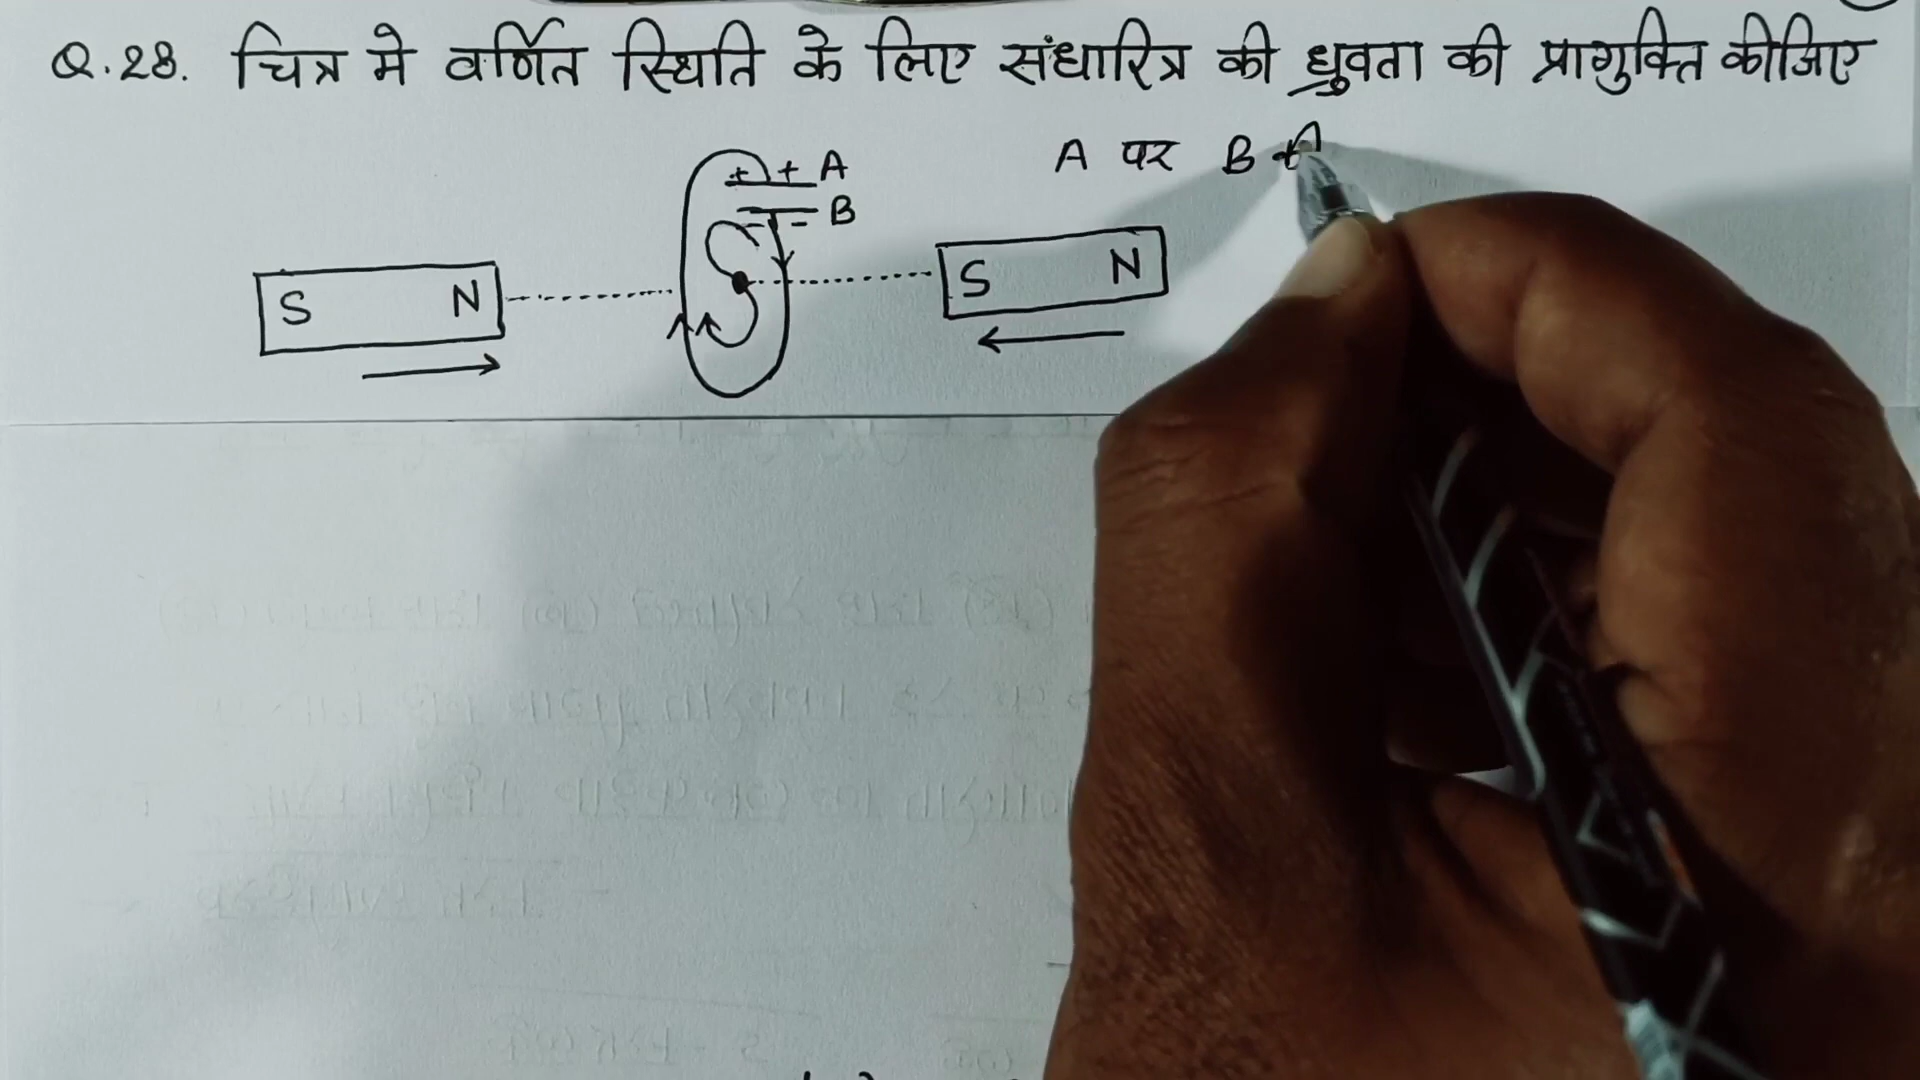 Q.28. चित्र मे वर्णित स्थिति के लिए संधारित्र की ध्रुवता की प्रागुक्ति कीजिए
A पर B
+ + A
- - B
S N
S N